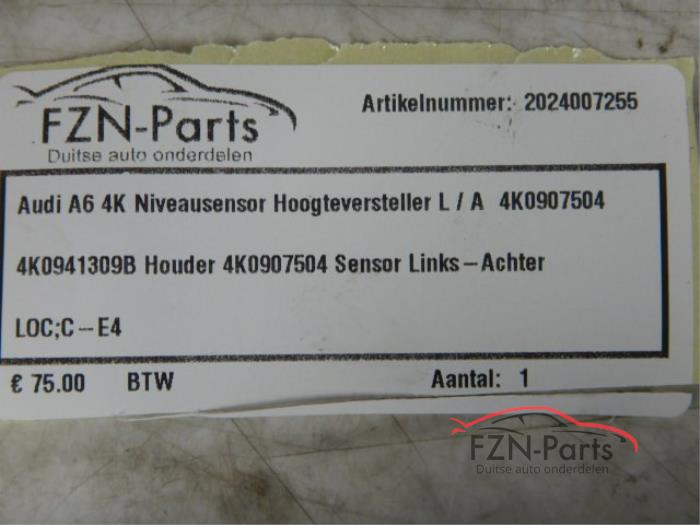 FZN-Parts
Duitse auto onderdelen
Artikelnummer: 2024007255
Audi A6 4K Niveausensor Hoogteversteller L / A 4K0907504
4K0941309B Houder 4K0907504 Sensor Links-Achter
LOC;C-E4
€ 75.00 BTW Aantal: 1
FZN-Parts
Duitse auto onderdelen